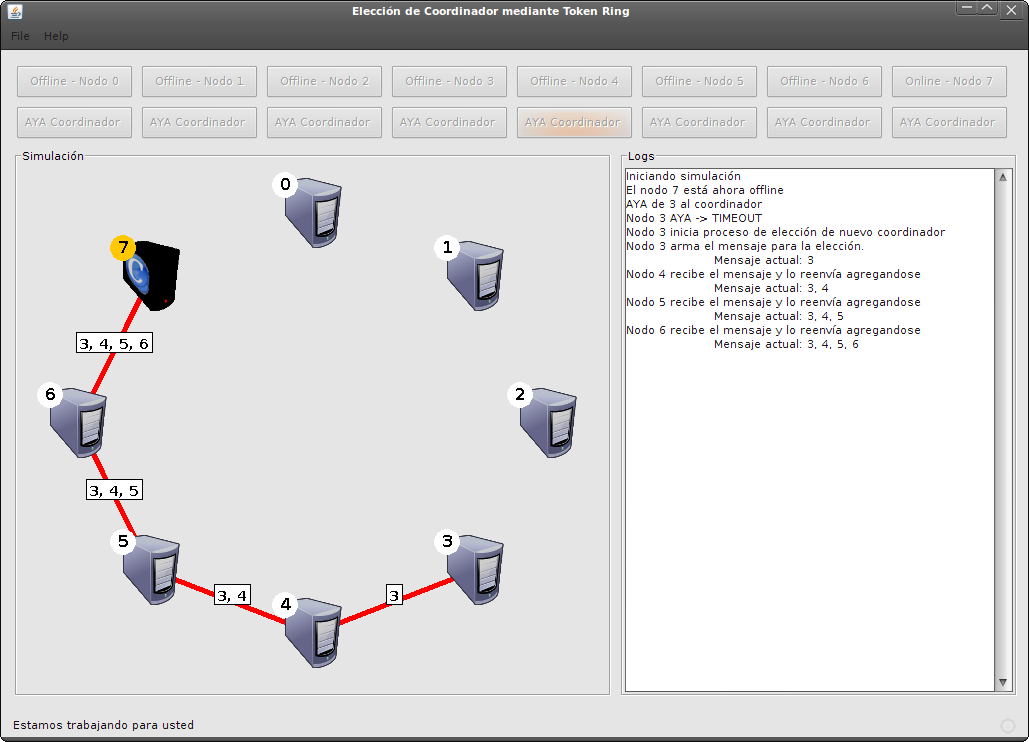 Elección de Coordinador mediante Token Ring
File Help
Offline - Nodo 0 Offline - Nodo 1 Offline - Nodo 2 Offline - Nodo 3 Offline - Nodo 4 Offline - Nodo 5 Offline - Nodo 6 Online - Nodo 7
AYA Coordinador AYA Coordinador AYA Coordinador AYA Coordinador AYA Coordinador AYA Coordinador AYA Coordinador AYA Coordinador
Simulación
0
7
C
1
3, 4, 5, 6
6
2
3, 4, 5
5
3
3, 4
4
3
Logs
Iniciando simulación
El nodo 7 está ahora offline
AYA de 3 al coordinador
Nodo 3 AYA -> TIMEOUT
Nodo 3 inicia proceso de elección de nuevo coordinador
Nodo 3 arma el mensaje para la elección.
Mensaje actual: 3
Nodo 4 recibe el mensaje y lo reenvía agregandose
Mensaje actual: 3, 4
Nodo 5 recibe el mensaje y lo reenvía agregandose
Mensaje actual: 3, 4, 5
Nodo 6 recibe el mensaje y lo reenvía agregandose
Mensaje actual: 3, 4, 5, 6
Estamos trabajando para usted